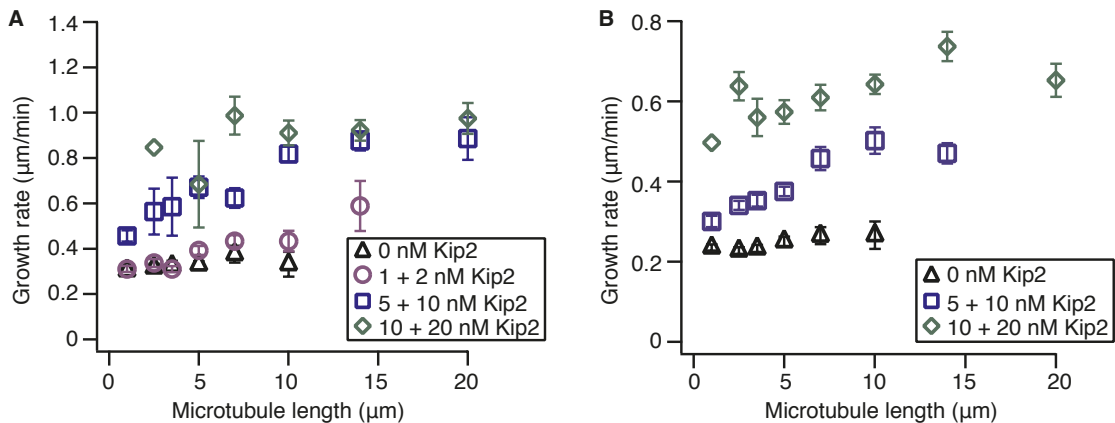 A
Growth rate (µm/min)
1.4
1.2
1.0
0.8
0.6
0.4
0.2
0
0 5 10 15 20
Microtubule length (µm)
0 nM Kip2
1 + 2 nM Kip2
5 + 10 nM Kip2
10 + 20 nM Kip2
B
Growth rate (µm/min)
0.8
0.6
0.4
0.2
0
0 5 10 15 20
Microtubule length (µm)
0 nM Kip2
5 + 10 nM Kip2
10 + 20 nM Kip2